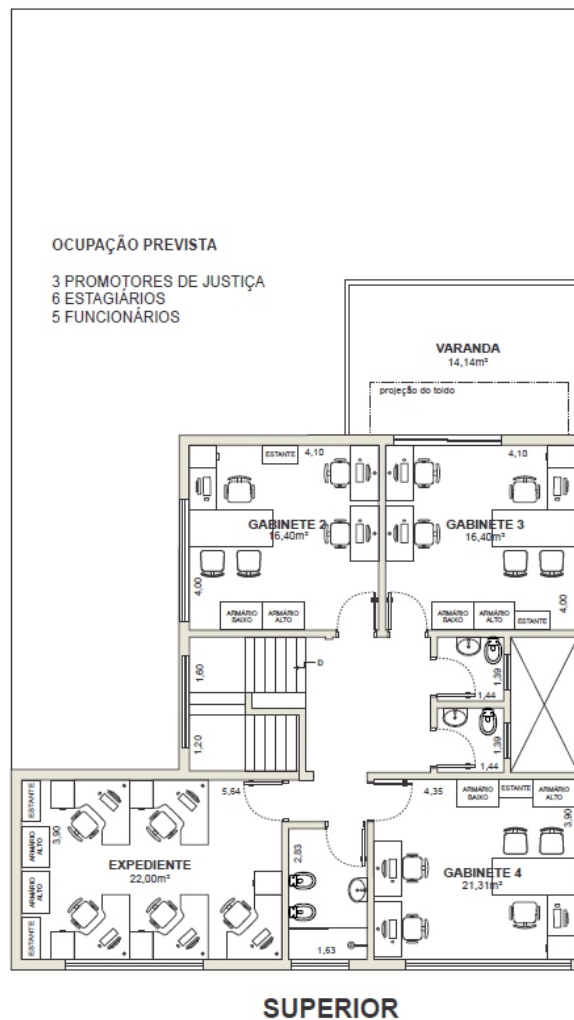 OCUPAÇÃO PREVISTA
3 PROMOTORES DE JUSTIÇA
6 ESTAGIÁRIOS
5 FUNCIONÁRIOS
VARANDA
14,14m²
projeção do toldo
ESTANTE
4,10
4,10
GABINETE 2
16,40m²
GABINETE 3
16,40m²
4,00
4,00
ARMÁRIO
BAIXO
ARMÁRIO
ALTO
ARMÁRIO
BAIXO
ARMÁRIO
ALTO
ESTANTE
1,60
D
1,39
1,44
1,20
1,39
1,44
ESTANTE
5,64
4,35
ARMÁRIO
BAIXO
ESTANTE
ARMÁRIO
ALTO
3,90
3,90
ARMÁRIO
ALTO
EXPEDIENTE
22,00m²
2,83
GABINETE 4
21,31m²
ARMÁRIO
ALTO
ESTANTE
1,63
SUPERIOR